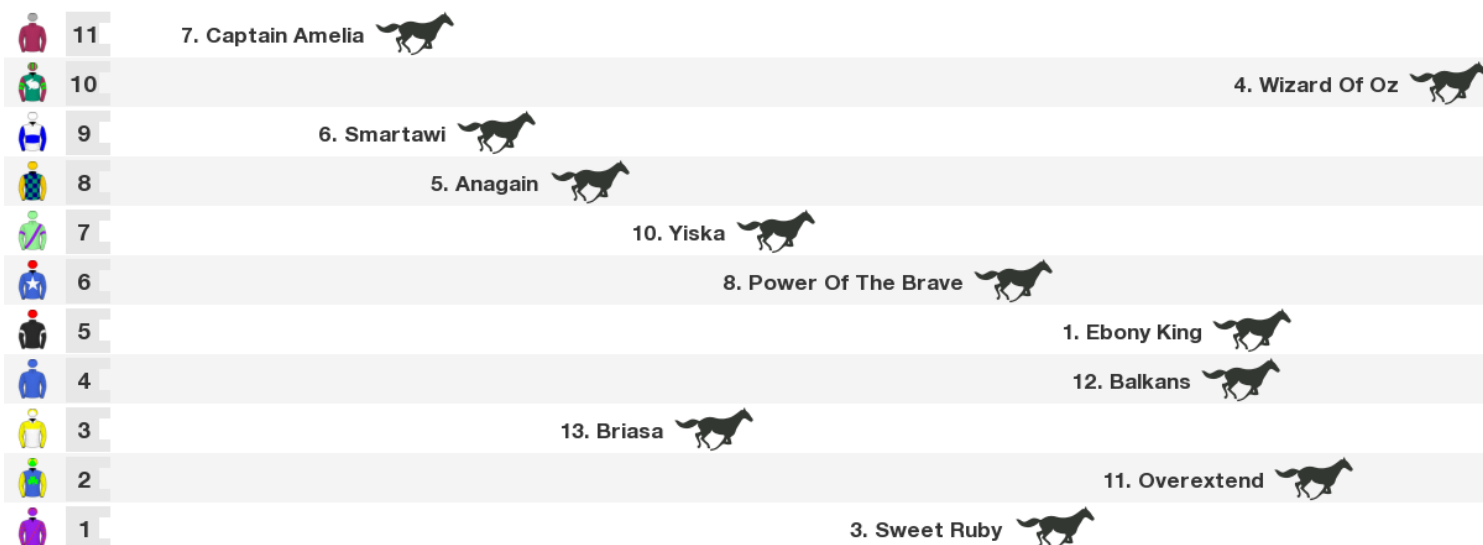 11 7. Captain Amelia
10 4. Wizard Of Oz
9 6. Smartawi
8 5. Anagain
7 10. Yiska
6 8. Power Of The Brave
5 1. Ebony King
4 12. Balkans
3 13. Briasa
2 11. Overextend
1 3. Sweet Ruby